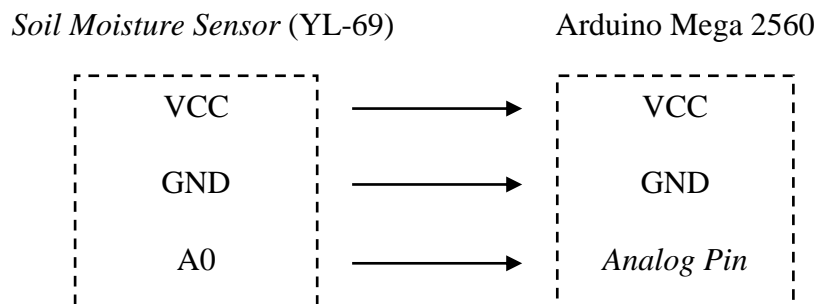 Soil Moisture Sensor (YL-69) Arduino Mega 2560
VCC VCC
GND GND
A0 Analog Pin